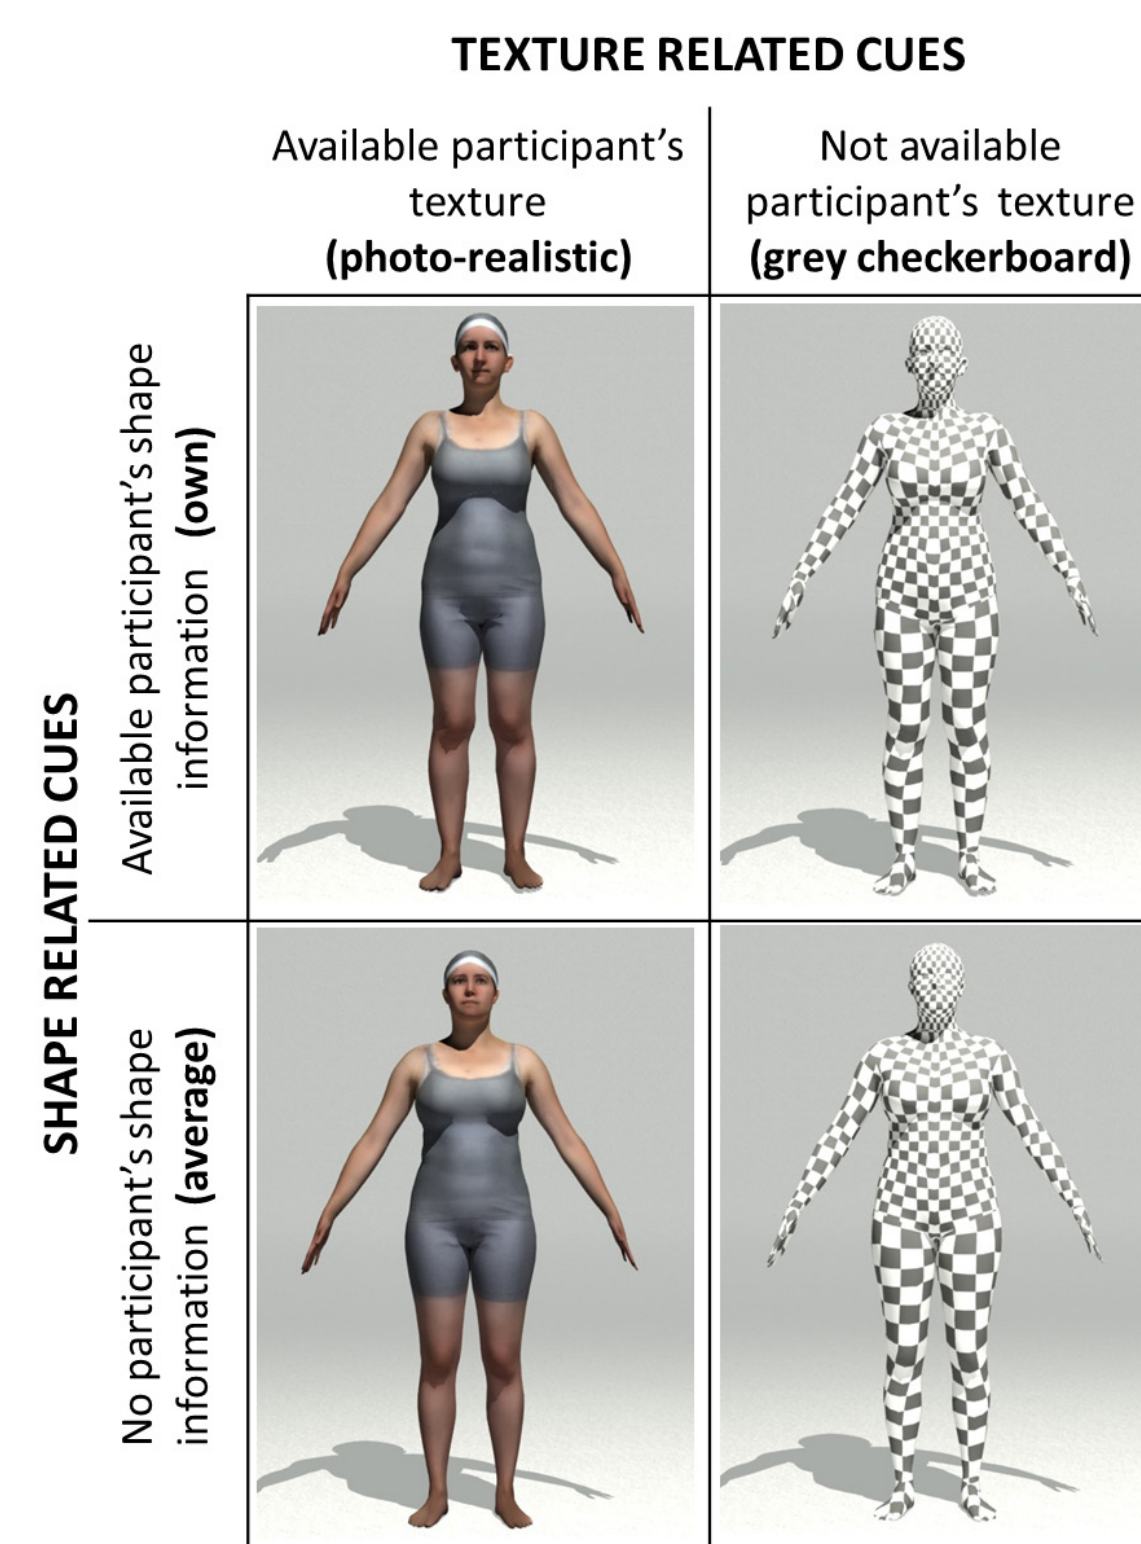 TEXTURE RELATED CUES
Available participant's
texture
(photo-realistic)
Not available
participant's texture
(grey checkerboard)
SHAPE RELATED CUES
Available participant's shape
information (own)
No participant's shape
information (average)